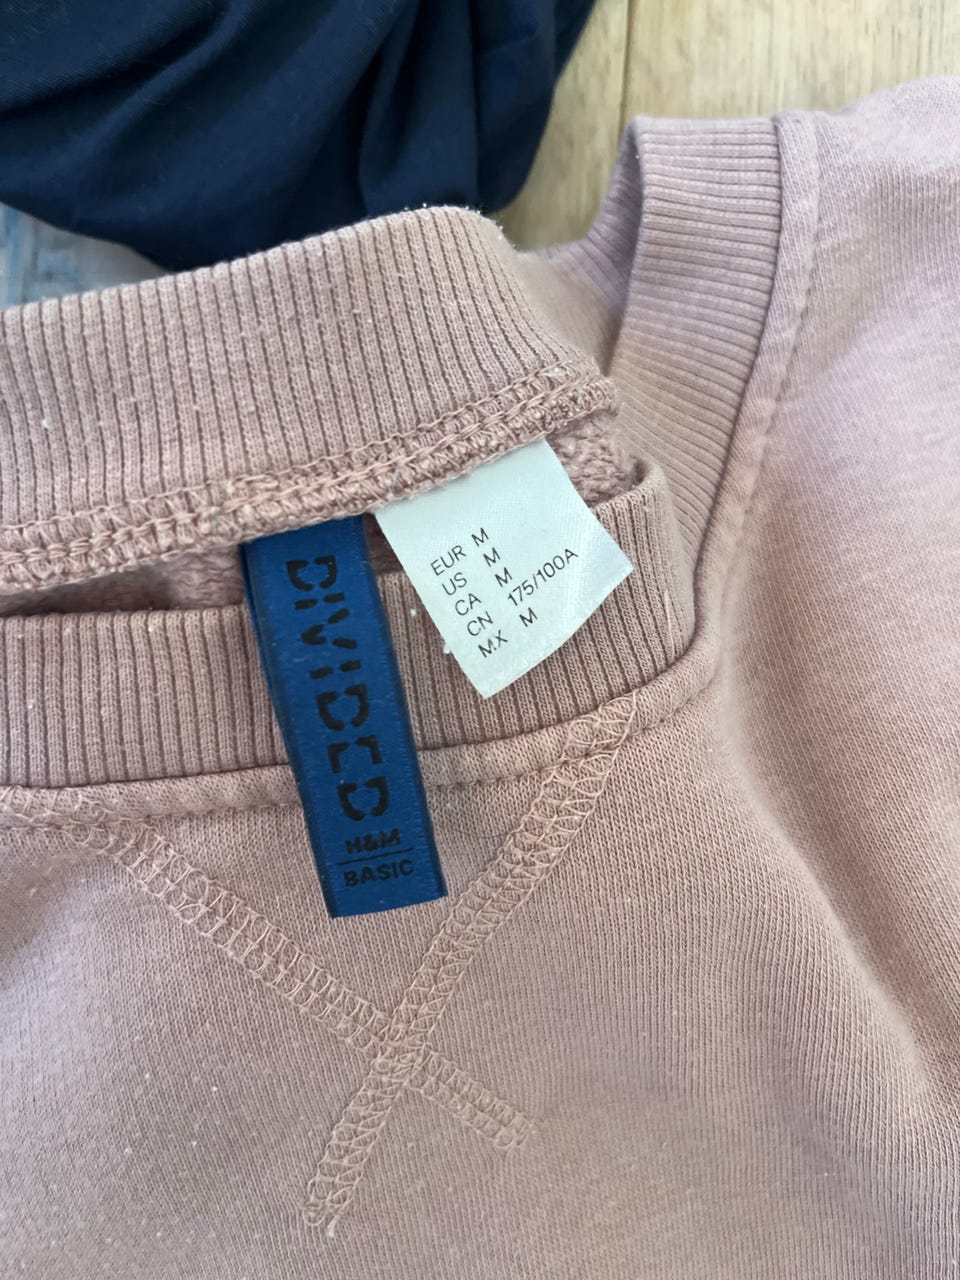 DIVIDED
H&M
BASIC
EUR M
US M
CA M
CN 175/100A
MX M